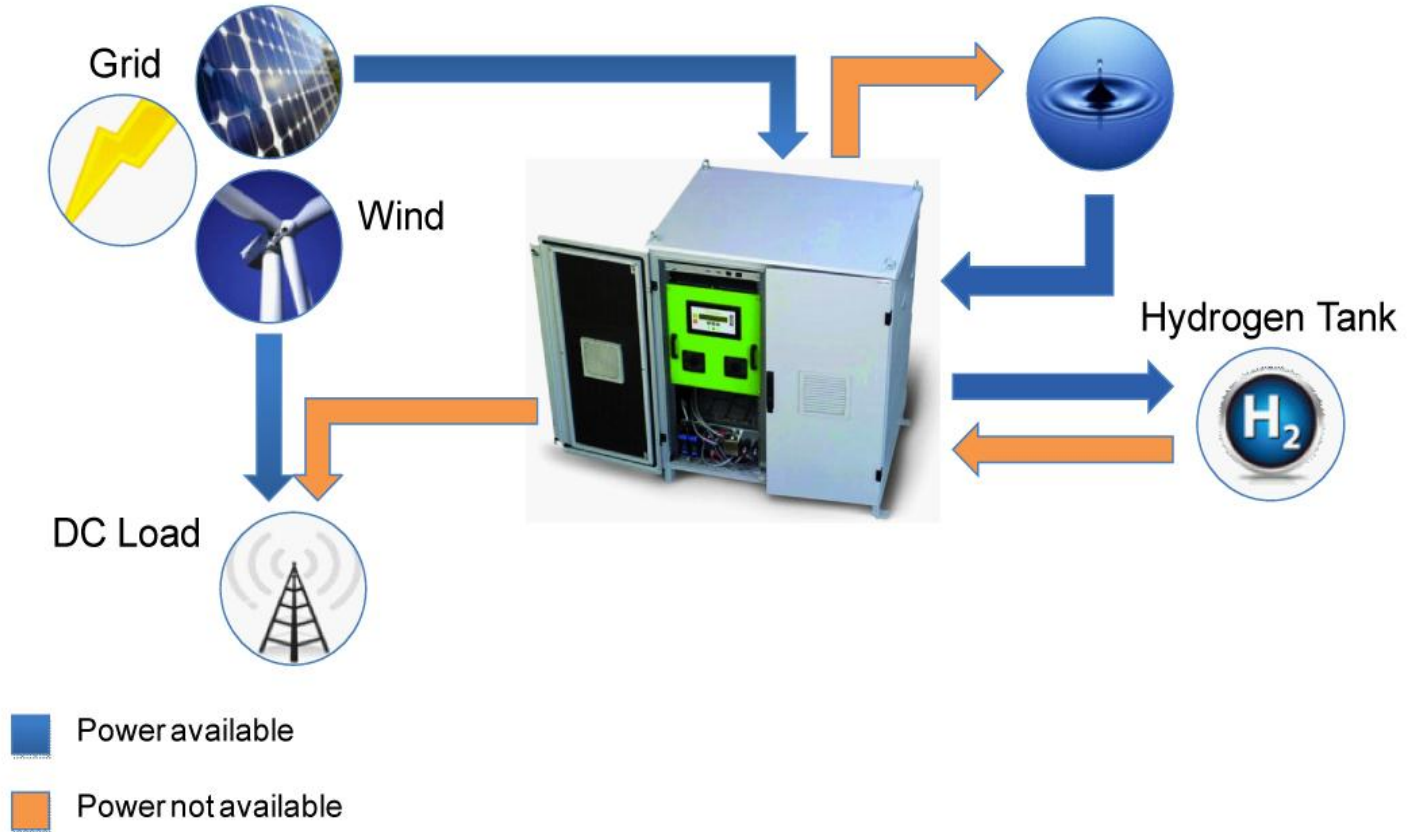 Grid
Wind
Hydrogen Tank
H2
DC Load
Power available
Power not available